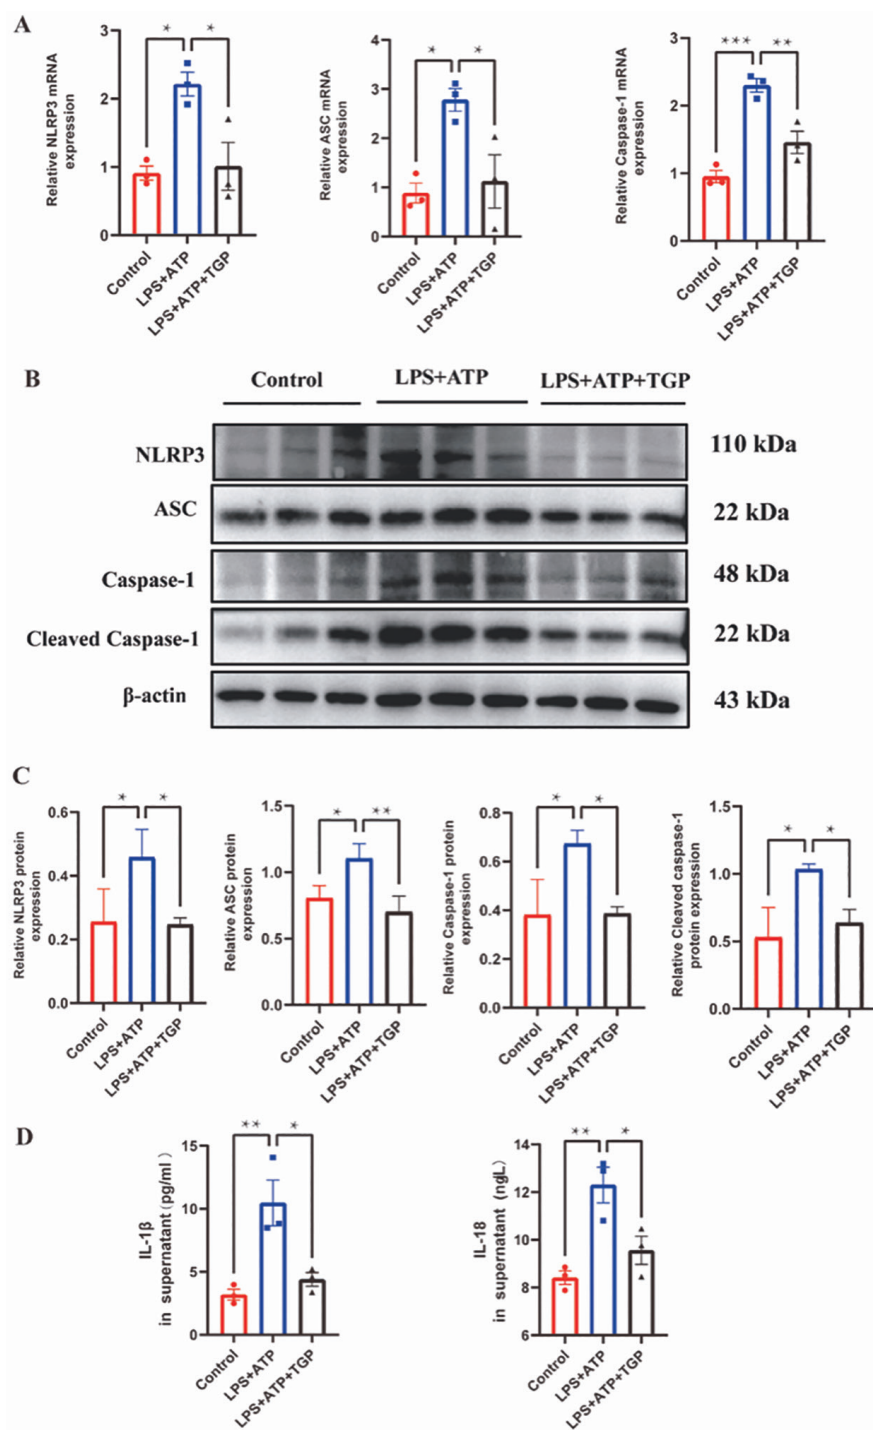 A
Relative NLRP3 mRNA
expression
3
2
1
0
*
*
Control
LPS+ATP
LPS+ATP+TGP
Relative ASC mRNA
expression
4
3
2
1
0
*
*
Control
LPS+ATP
LPS+ATP+TGP
Relative Caspase-1 mRNA
expression
3
2
1
0
***
**
Control
LPS+ATP
LPS+ATP+TGP
B
Control
LPS+ATP
LPS+ATP+TGP
NLRP3
110 kDa
ASC
22 kDa
Caspase-1
48 kDa
Cleaved Caspase-1
22 kDa
β-actin
43 kDa
C
Relative NLRP3 protein
expression
0.6
0.4
0.2
0.0
*
*
Control
LPS+ATP
LPS+ATP+TGP
Relative ASC protein
expression
1.5
1.0
0.5
0.0
*
**
Control
LPS+ATP
LPS+ATP+TGP
Relative Caspase-1 protein
expression
0.8
0.6
0.4
0.2
0.0
*
*
Control
LPS+ATP
LPS+ATP+TGP
Relative Cleaved caspase-1
protein expression
1.5
1.0
0.5
0.0
*
*
Control
LPS+ATP
LPS+ATP+TGP
D
IL-1β
in supernatant (pg/ml)
15
10
5
0
**
*
Control
LPS+ATP
LPS+ATP+TGP
IL-18
in supernatant (ng/L)
14
12
10
8
6
**
*
Control
LPS+ATP
LPS+ATP+TGP